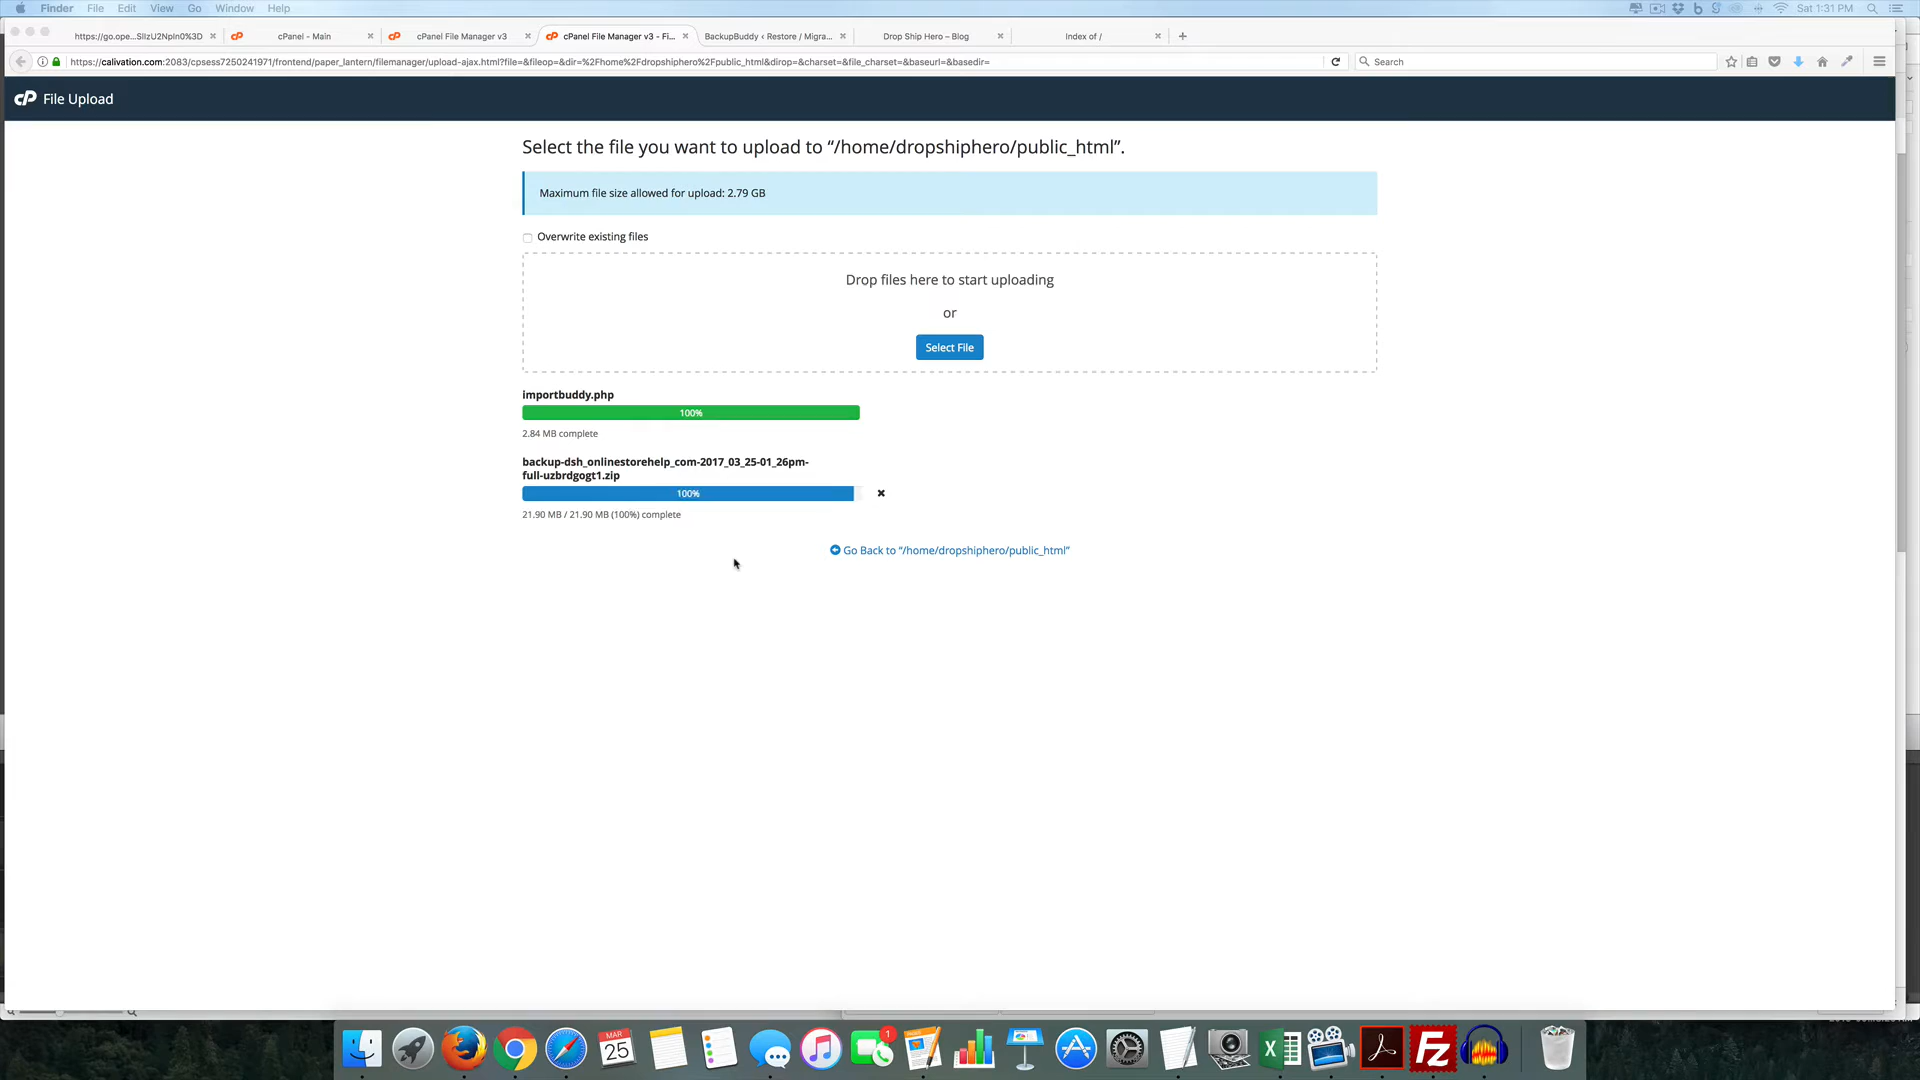 Finder File Edit View Go Window Help
Sat 1:31 PM
https://go.ope...SIlzU2NpIn0%3D
cPanel - Main
cPanel File Manager v3
cPanel File Manager v3 - Fi...
BackupBuddy ‹ Restore / Migra...
Drop Ship Hero – Blog
Index of /
https://calivation.com:2083/cpsess7250241971/frontend/paper_lantern/filemanager/upload-ajax.html?file=&fileop=&dir=%2Fhome%2Fdropshiphero%2Fpublic_html&dirop=&charset=&file_charset=&baseurl=&basedir=
Search
cP File Upload
Select the file you want to upload to “/home/dropshiphero/public_html”.
Maximum file size allowed for upload: 2.79 GB
Overwrite existing files
Drop files here to start uploading
or
Select File
importbuddy.php
100%
2.84 MB complete
backup-dsh_onlinestorehelp_com-2017_03_25-01_26pm-
full-uzbrdgogt1.zip
100%
21.90 MB / 21.90 MB (100%) complete
Go Back to “/home/dropshiphero/public_html”
MAR
25
1
Fz